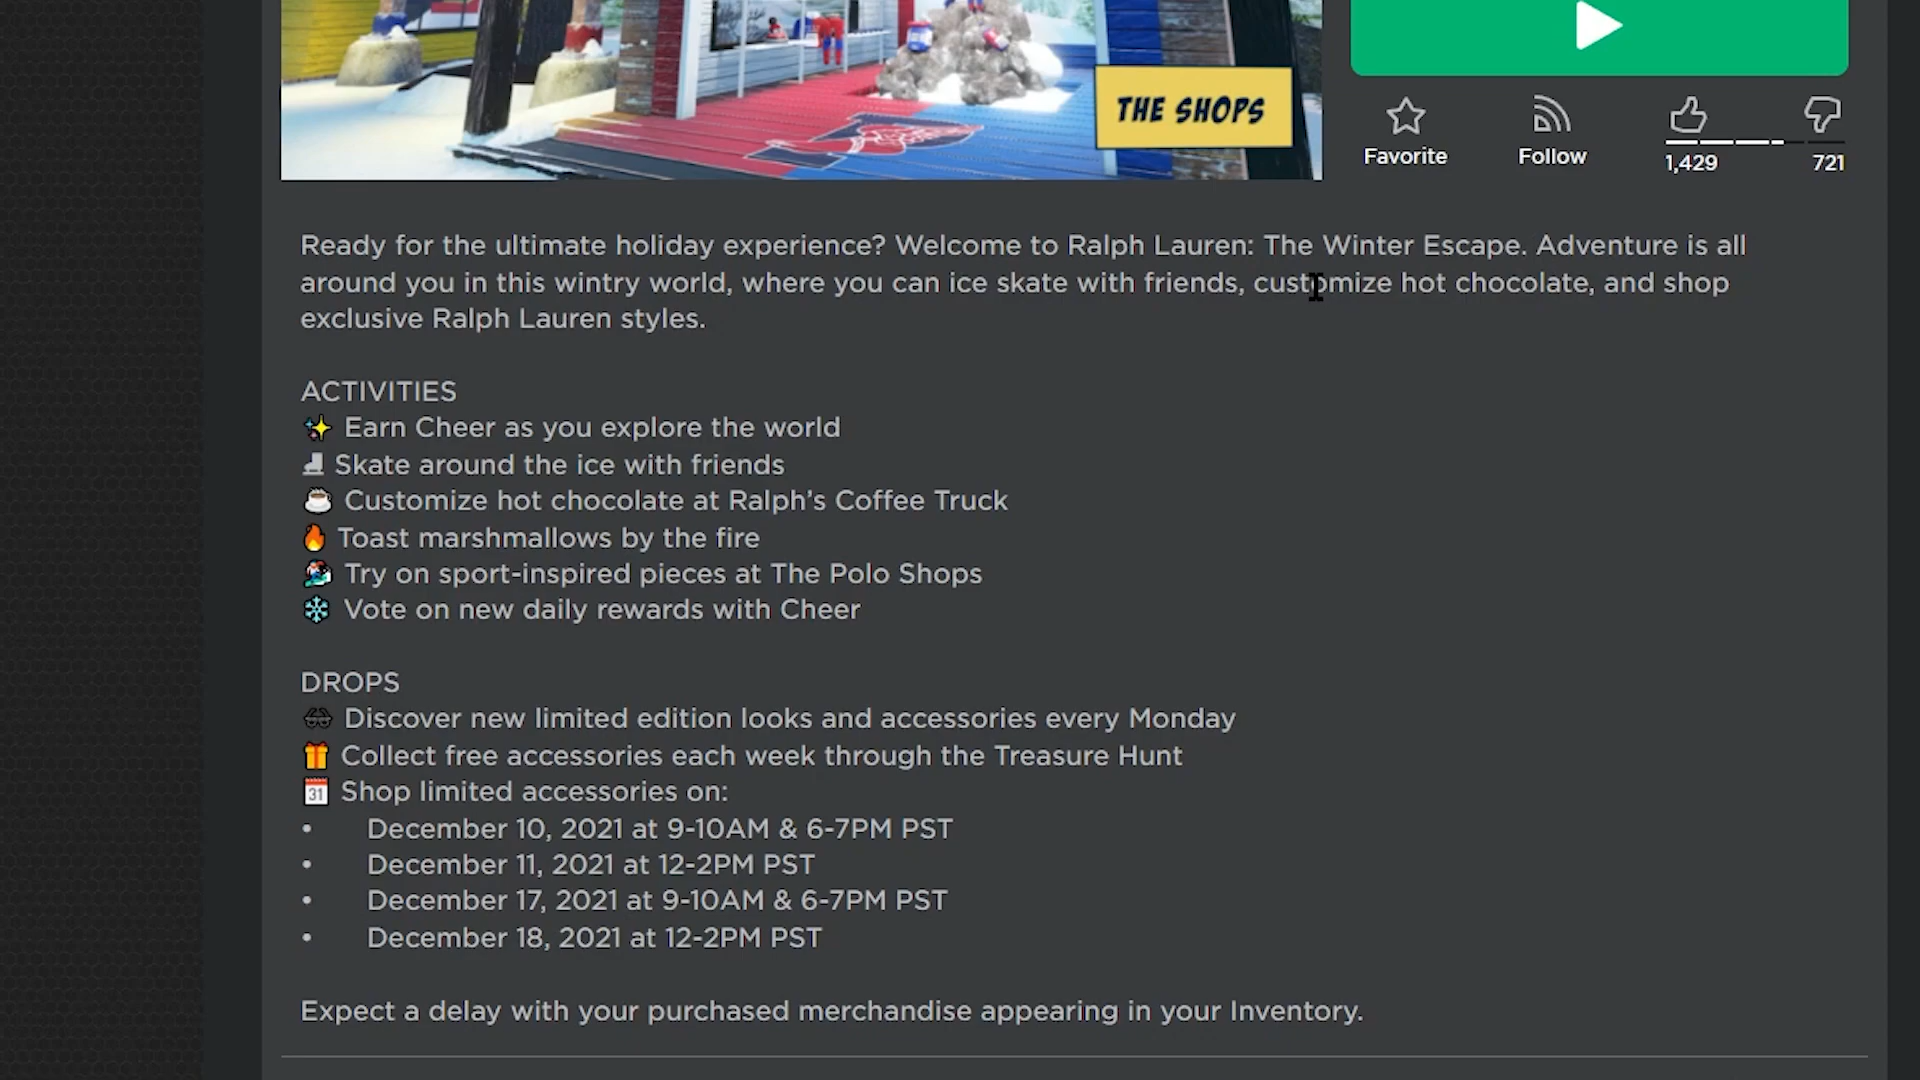 THE SHOPS
Favorite
Follow
1,429
721
Ready for the ultimate holiday experience? Welcome to Ralph Lauren: The Winter Escape. Adventure is all
around you in this wintry world, where you can ice skate with friends, customize hot chocolate, and shop
exclusive Ralph Lauren styles.
ACTIVITIES
✨ Earn Cheer as you explore the world
⛸ Skate around the ice with friends
☕ Customize hot chocolate at Ralph’s Coffee Truck
🔥 Toast marshmallows by the fire
🏂 Try on sport-inspired pieces at The Polo Shops
❄ Vote on new daily rewards with Cheer
DROPS
🕶 Discover new limited edition looks and accessories every Monday
🎁 Collect free accessories each week through the Treasure Hunt
📅 Shop limited accessories on:
• December 10, 2021 at 9-10AM & 6-7PM PST
• December 11, 2021 at 12-2PM PST
• December 17, 2021 at 9-10AM & 6-7PM PST
• December 18, 2021 at 12-2PM PST
Expect a delay with your purchased merchandise appearing in your Inventory.